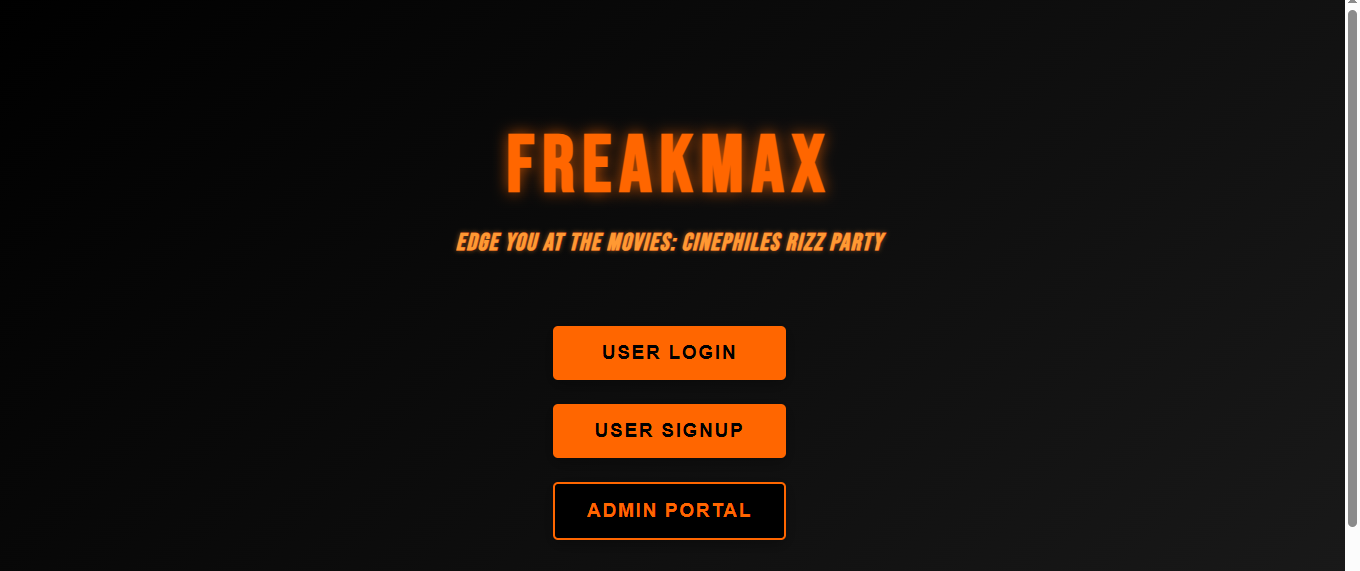 FREAKMAX
EDGE YOU AT THE MOVIES: CINEPHILES RIZZ PARTY
USER LOGIN
USER SIGNUP
ADMIN PORTAL